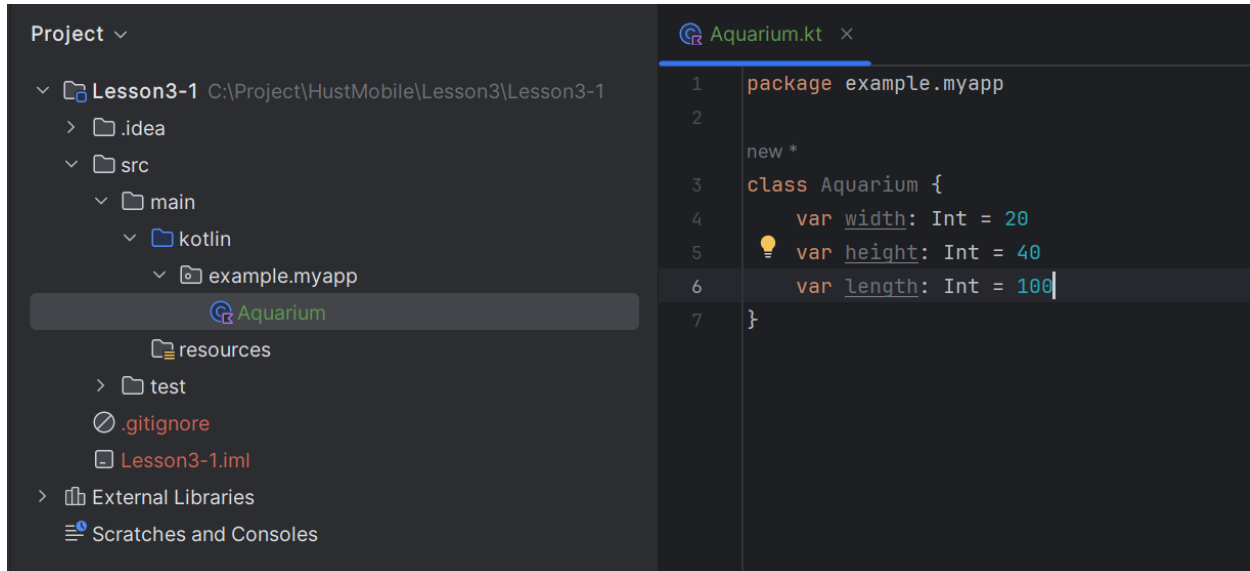 Project
Lesson3-1 C:\Project\HustMobile\Lesson3\Lesson3-1
.idea
src
main
kotlin
example.myapp
Aquarium
resources
test
.gitignore
Lesson3-1.iml
External Libraries
Scratches and Consoles
Aquarium.kt
1 package example.myapp
2
new *
3 class Aquarium {
4     var width: Int = 20
5     var height: Int = 40
6     var length: Int = 100
7 }